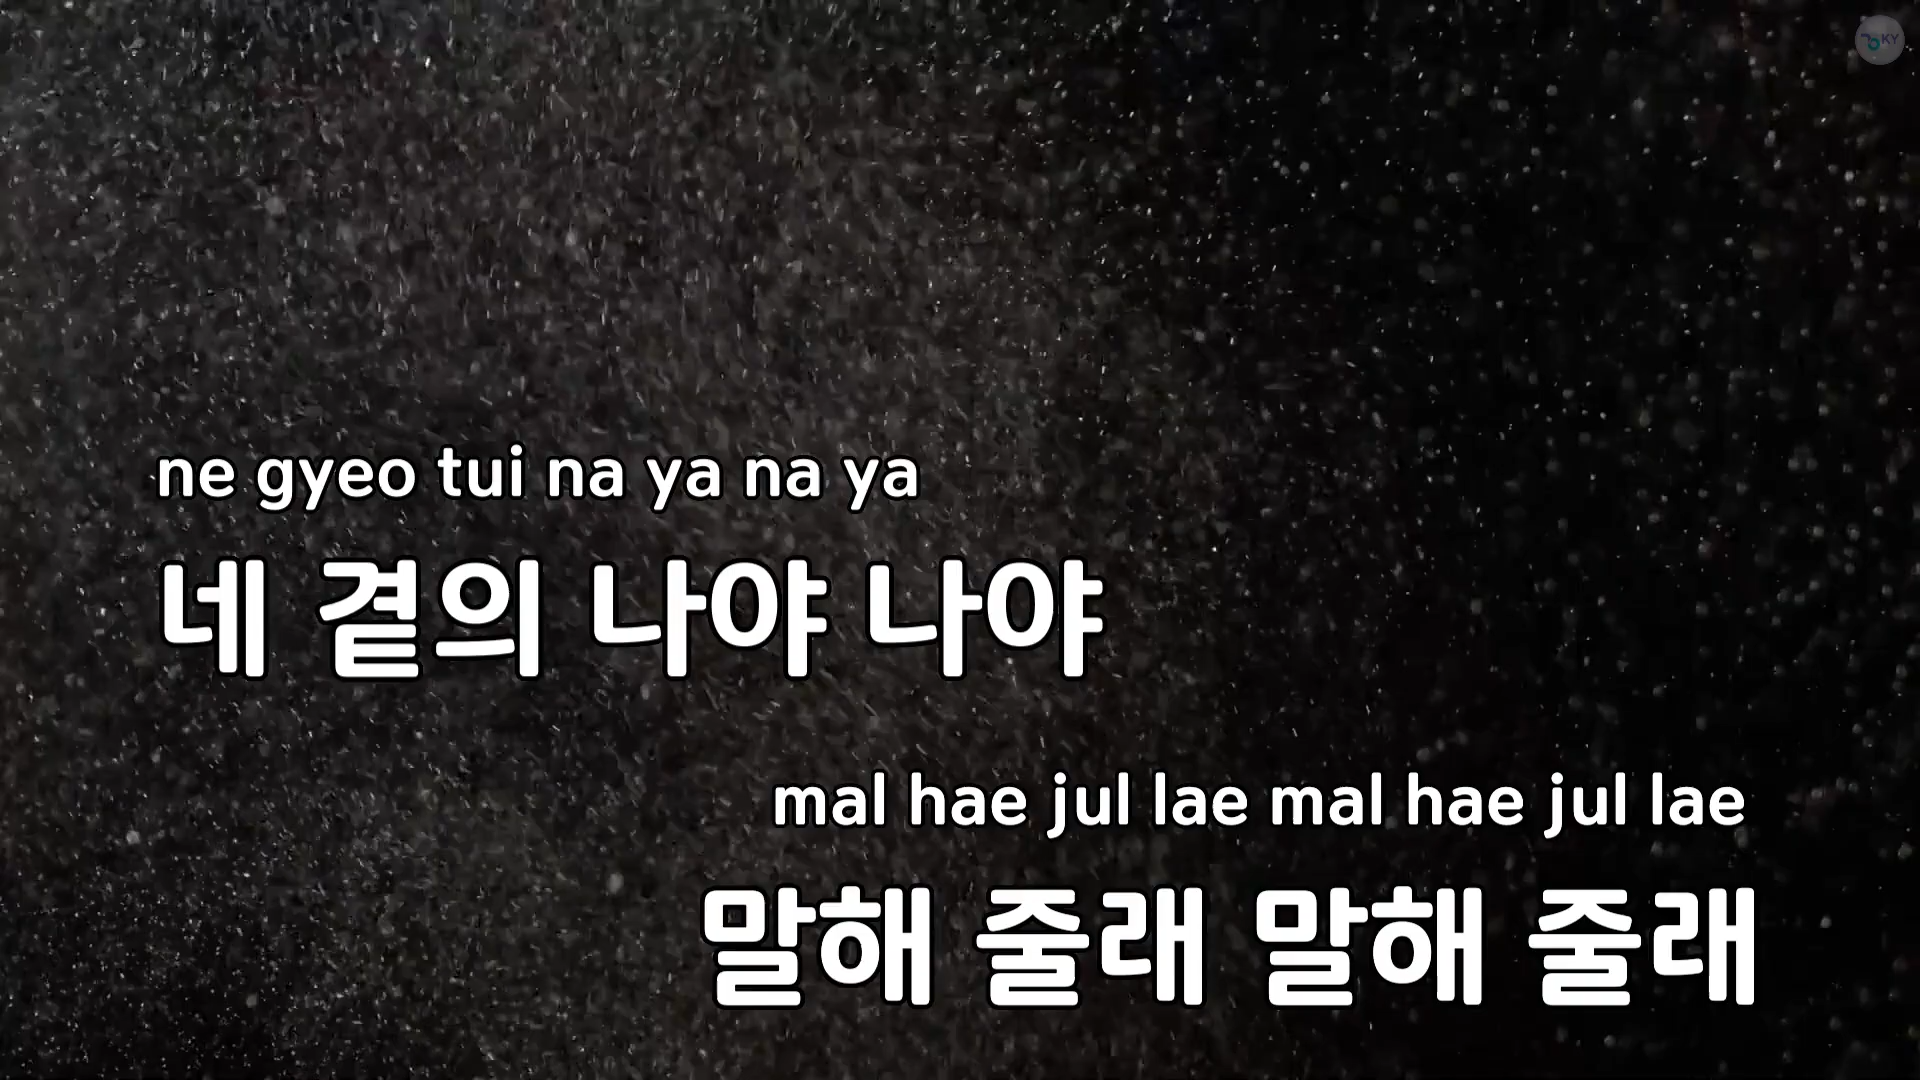 KY
ne gyeo tui na ya na ya
네 곁의 나야 나야
mal hae jul lae mal hae jul lae
말해 줄래 말해 줄래